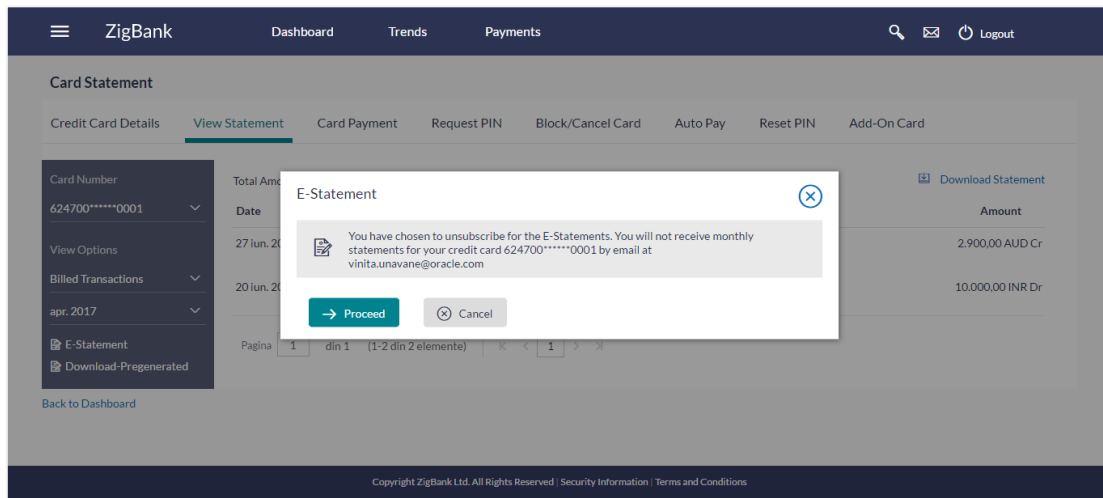 ZigBank Dashboard Trends Payments Logout
Card Statement
Credit Card Details View Statement Card Payment Request PIN Block/Cancel Card Auto Pay Reset PIN Add-On Card
Card Number
624700******0001
View Options
Billed Transactions
apr. 2017
E-Statement
Download-Pregenerated
Back to Dashboard
Total
Download Statement
Date Amount
27 iun. 2.900,00 AUD Cr
20 iun. 10.000,00 INR Dr
Pagina 1 din 1 (1-2 din 2 elemente) 1
E-Statement
You have chosen to unsubscribe for the E-Statements. You will not receive monthly
statements for your credit card 624700******0001 by email at
vinita.unavane@oracle.com
Proceed Cancel
Copyright ZigBank Ltd. All Rights Reserved | Security Information | Terms and Conditions